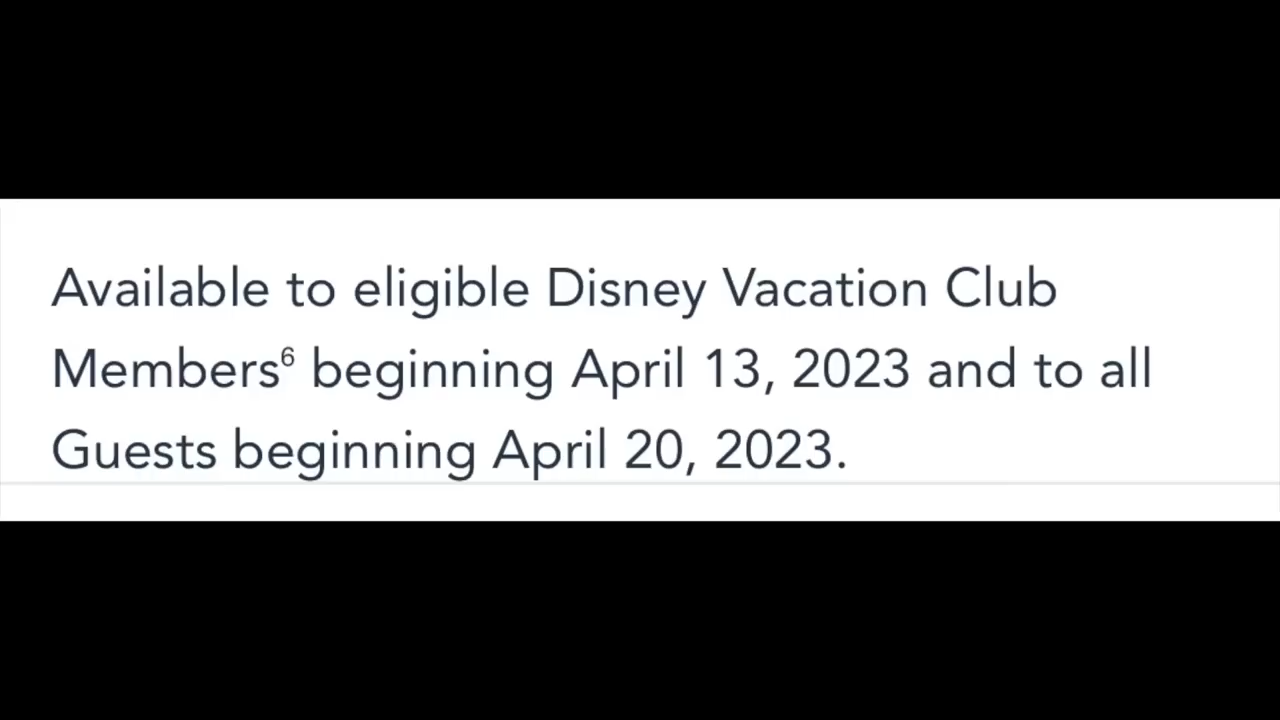 Available to eligible Disney Vacation Club
Members⁶ beginning April 13, 2023 and to all
Guests beginning April 20, 2023.